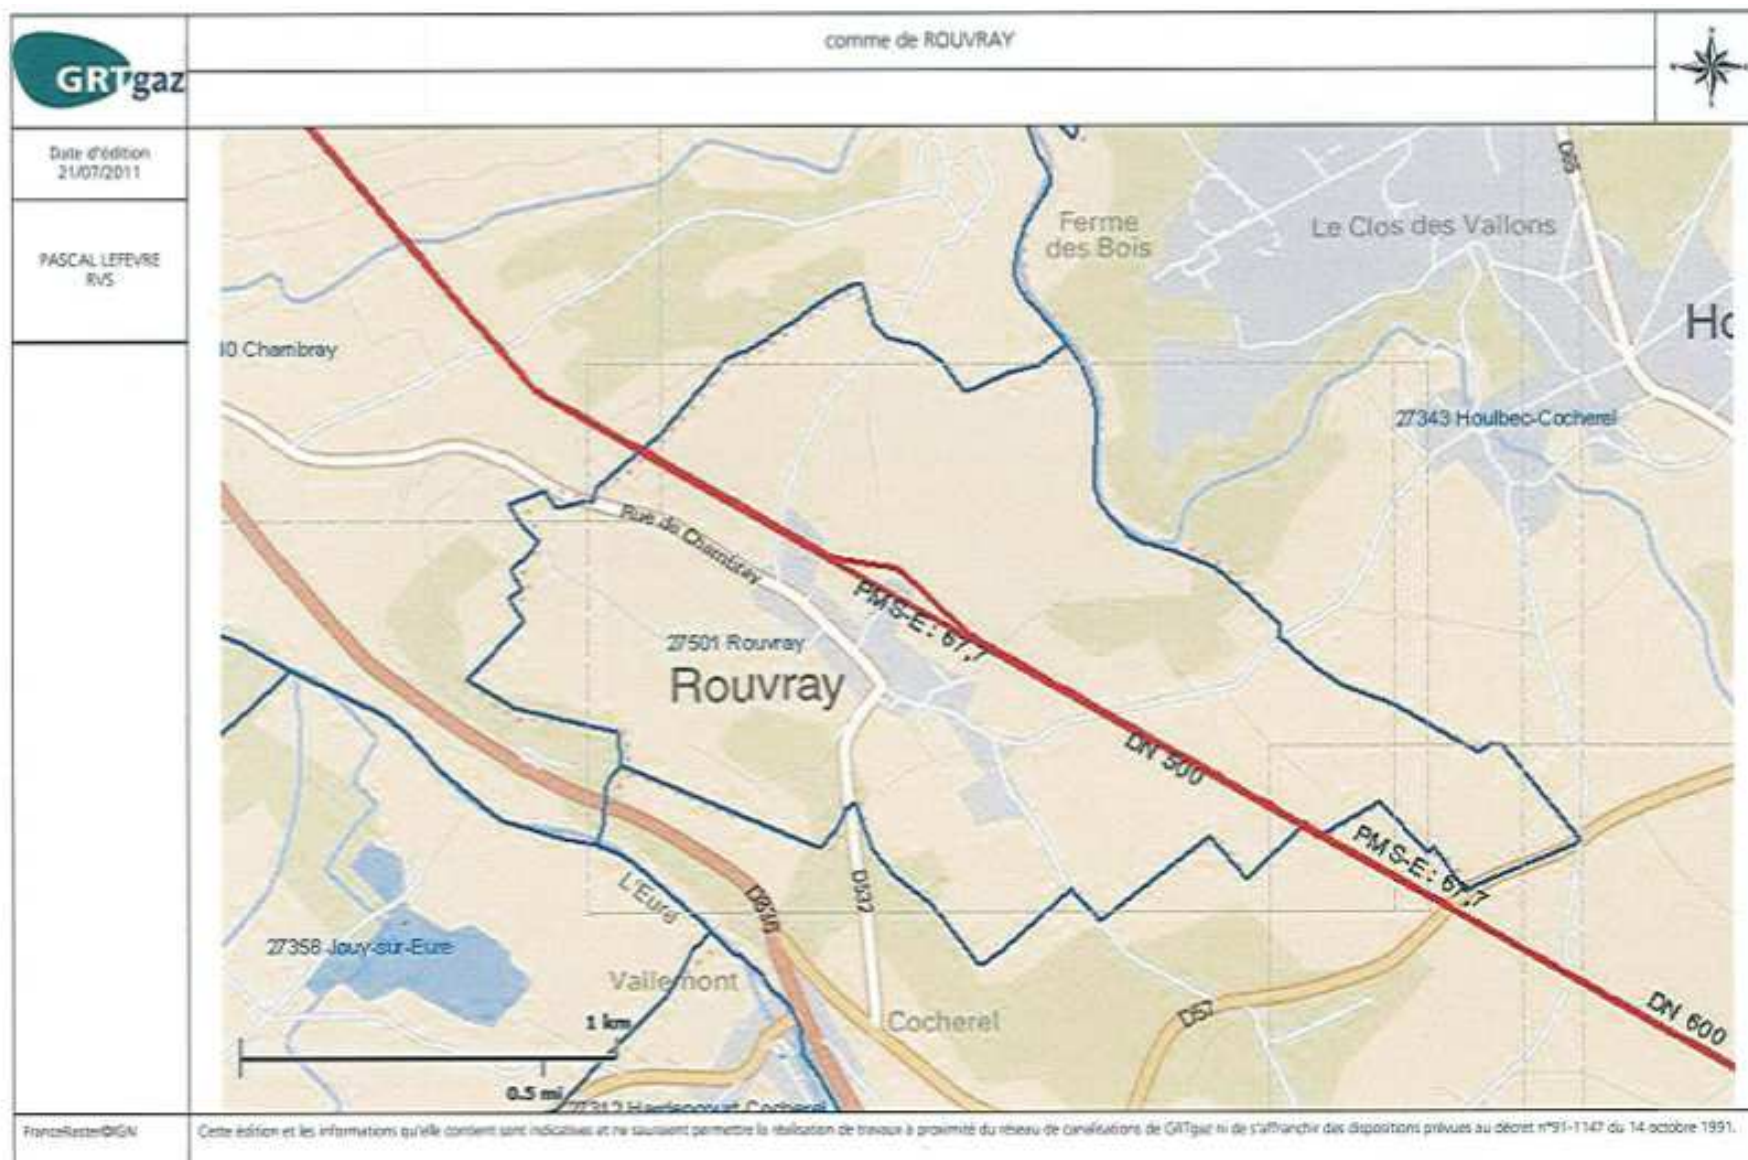 comme de ROUVRAY
GRTgaz
Date d'édition
21/07/2011
PASCAL LEFEVRE
RVS
D65
Ferme
des Bois
Le Clos des Vallons
Ho
10 Chambray
27343 Houlbec-Cocherel
Rue de Chambray
PMS-E : 67,7
27501 Rouvray
Rouvray
DN 500
PMS-E : 67,7
D532
D836
L'Eure
27358 Jouy-sur-Eure
Vallemont
Cocherel
D57
DN 600
1 km
0.5 mi
27312 Hardencourt Cocherel
FranceRaster©IGN
Cette édition et les informations qu'elle contient sont indicatives et ne sauraient permettre la réalisation de travaux à proximité du réseau de canalisations de GRTgaz ni de s'affranchir des dispositions prévues au décret n°91-1147 du 14 octobre 1991.